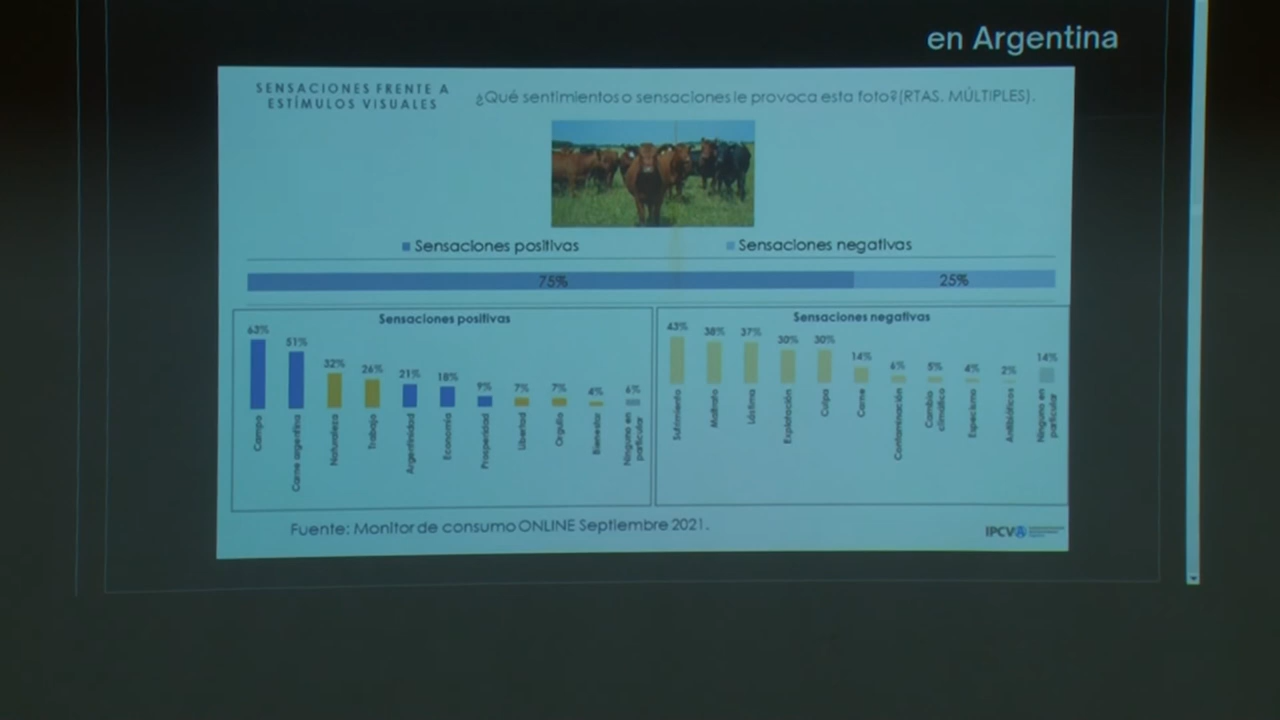 en Argentina
SENSACIONES FRENTE A
ESTÍMULOS VISUALES
¿Qué sentimientos o sensaciones le provoca esta foto?(RTAS. MÚLTIPLES).
Sensaciones positivas
Sensaciones negativas
75%
25%
Sensaciones positivas
63%
51%
32%
26%
21%
18%
9%
7%
7%
4%
6%
Campo
Carne argentina
Naturaleza
Trabajo
Argentinidad
Economía
Prosperidad
Libertad
Orgullo
Bienestar
Ninguno en
particular
Sensaciones negativas
43%
38%
37%
30%
30%
14%
6%
5%
4%
2%
14%
Sufrimiento
Maltrato
Lástima
Explotación
Culpa
Carne
Contaminación
Cambio
climático
Especismo
Antibióticos
Ninguno en
particular
Fuente: Monitor de consumo ONLINE Septiembre 2021.
IPCVA